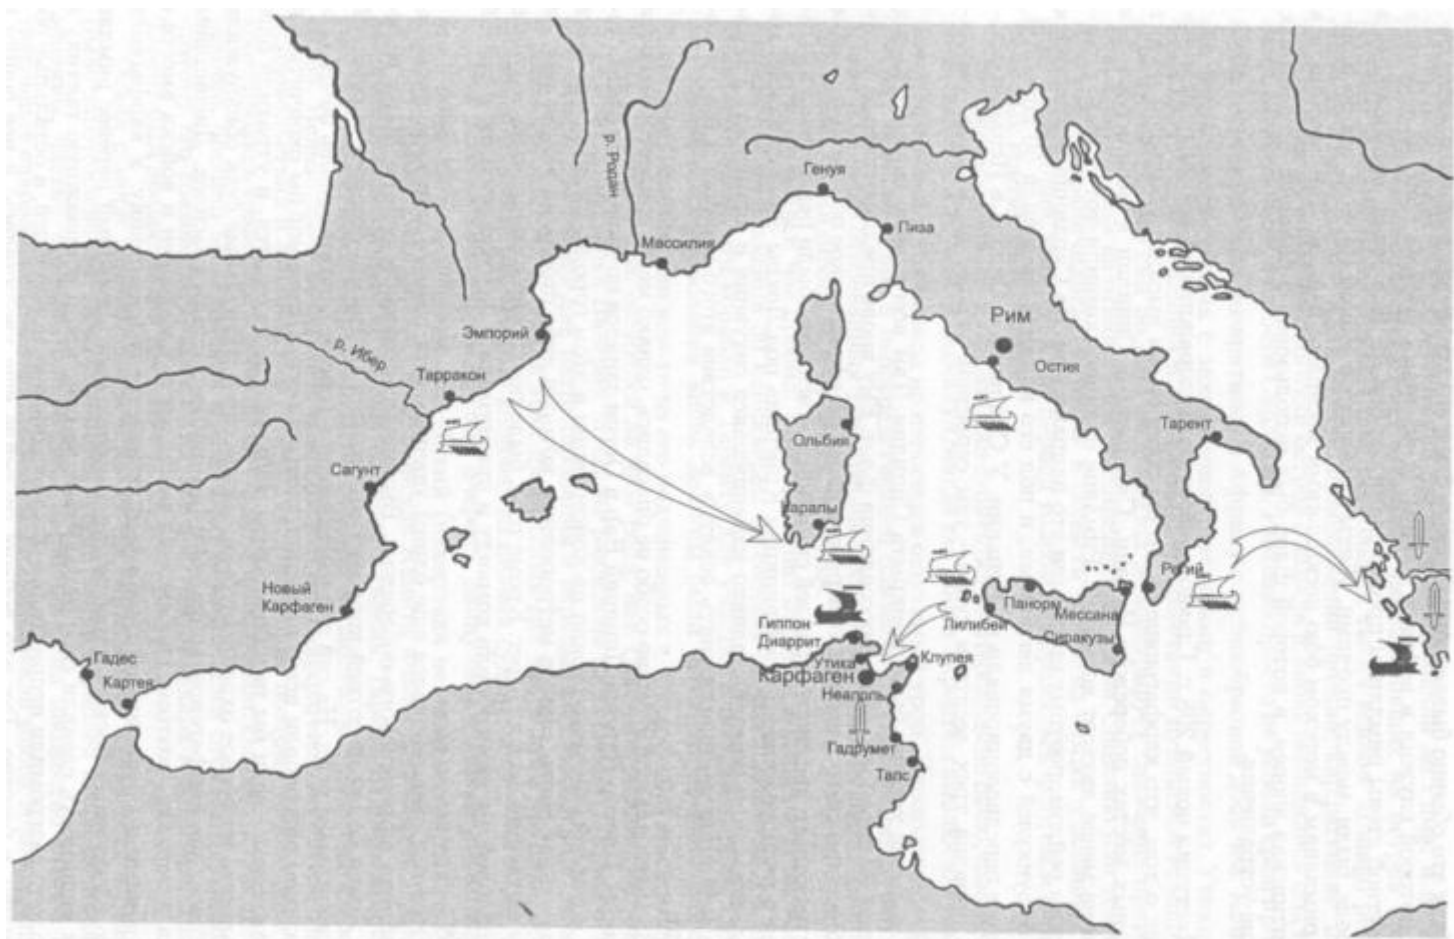 р. Родан
Генуя
Пиза
Массилия
Эмпорий
Рим
Остия
р. Ибер
Тарракон
Ольбия
Тарент
Сагунт
Каралы
Новый
Карфаген
Регий
Панорм
Мессана
Лилибей
Сиракузы
Гиппон
Диаррит
Утика
Клупея
Карфаген
Неаполь
Гадес
Картея
Гадрумет
Тапс